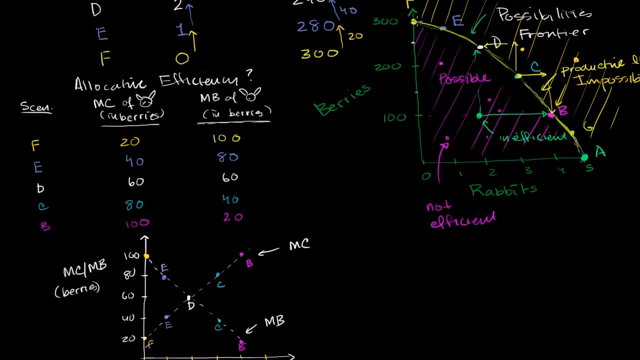 D 2 240 40
E 1 280 20
F 0 300
Allocative Efficiency?
Scen. MC of MB of
(in berries) (in berries)
F 20 100
E 40 80
D 60 60
C 80 40
B 100 20
MC/MB
(berries)
100
80
60
40
20
E
B
MC
C
D
E
C
F
B
MB
F
300
E
Possibilities
D
Frontier
200
C
Possible
Impossible
Berries
100
B
inefficient
G
A
0 1 2 3 4 5
Rabbits
not
efficient